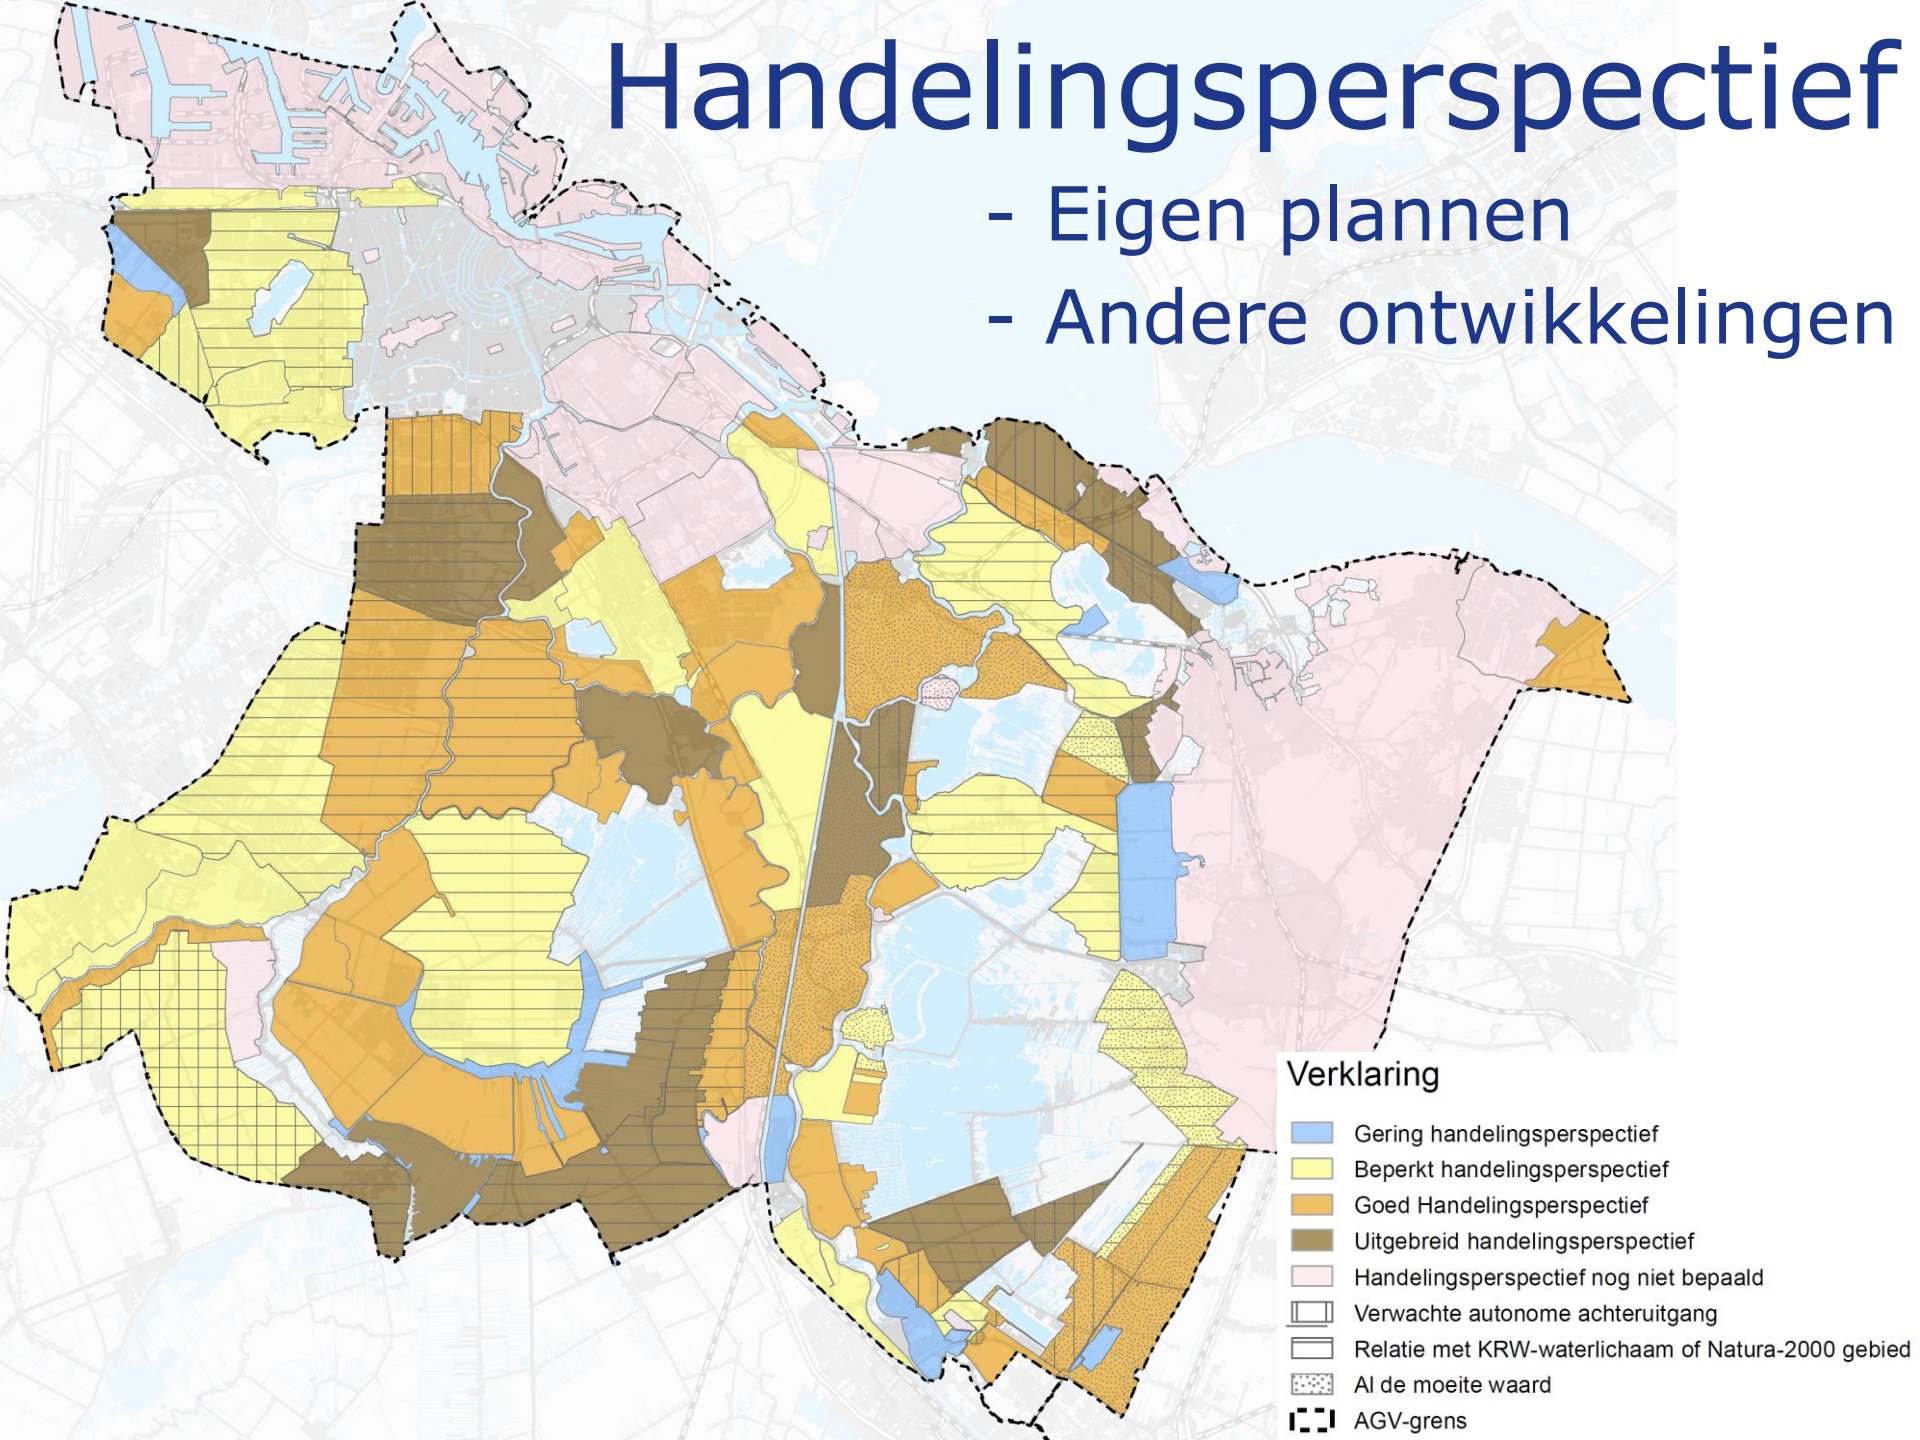 Handelingsperspectief
- Eigen plannen
- Andere ontwikkelingen
Verklaring
Gering handelingsperspectief
Beperkt handelingsperspectief
Goed Handelingsperspectief
Uitgebreid handelingsperspectief
Handelingsperspectief nog niet bepaald
Verwachte autonome achteruitgang
Relatie met KRW-waterlichaam of Natura-2000 gebied
Al de moeite waard
AGV-grens